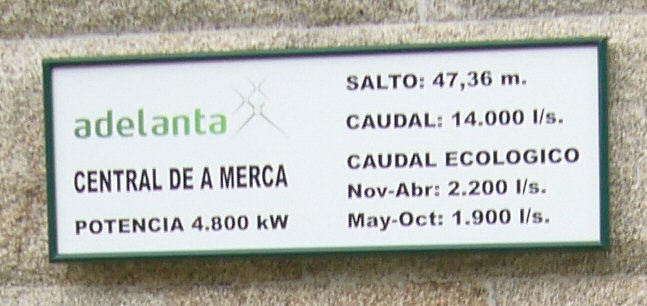 adelanta
CENTRAL DE A MERCA
POTENCIA 4.800 kW
SALTO: 47,36 m.
CAUDAL: 14.000 l/s.
CAUDAL ECOLOGICO
Nov-Abr: 2.200 l/s.
May-Oct: 1.900 l/s.